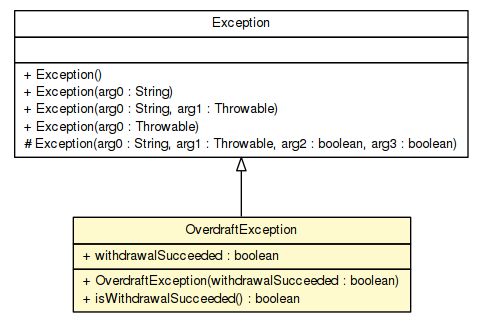 Exception
+ Exception()
+ Exception(arg0 : String)
+ Exception(arg0 : String, arg1 : Throwable)
+ Exception(arg0 : Throwable)
# Exception(arg0 : String, arg1 : Throwable, arg2 : boolean, arg3 : boolean)
OverdraftException
+ withdrawalSucceeded : boolean
+ OverdraftException(withdrawalSucceeded : boolean)
+ isWithdrawalSucceeded() : boolean